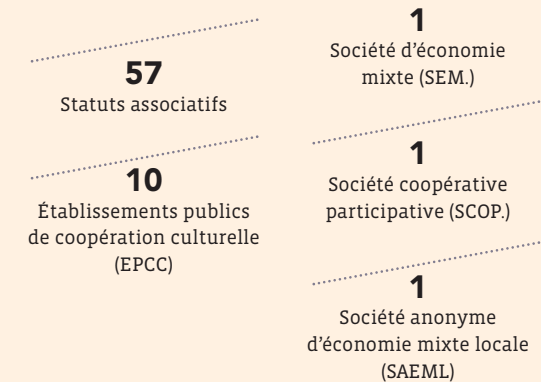 57
Statuts associatifs
10
Établissements publics
de coopération culturelle
(EPCC)
1
Société d’économie
mixte (SEM.)
1
Société coopérative
participative (SCOP.)
1
Société anonyme
d’économie mixte locale
(SAEML)